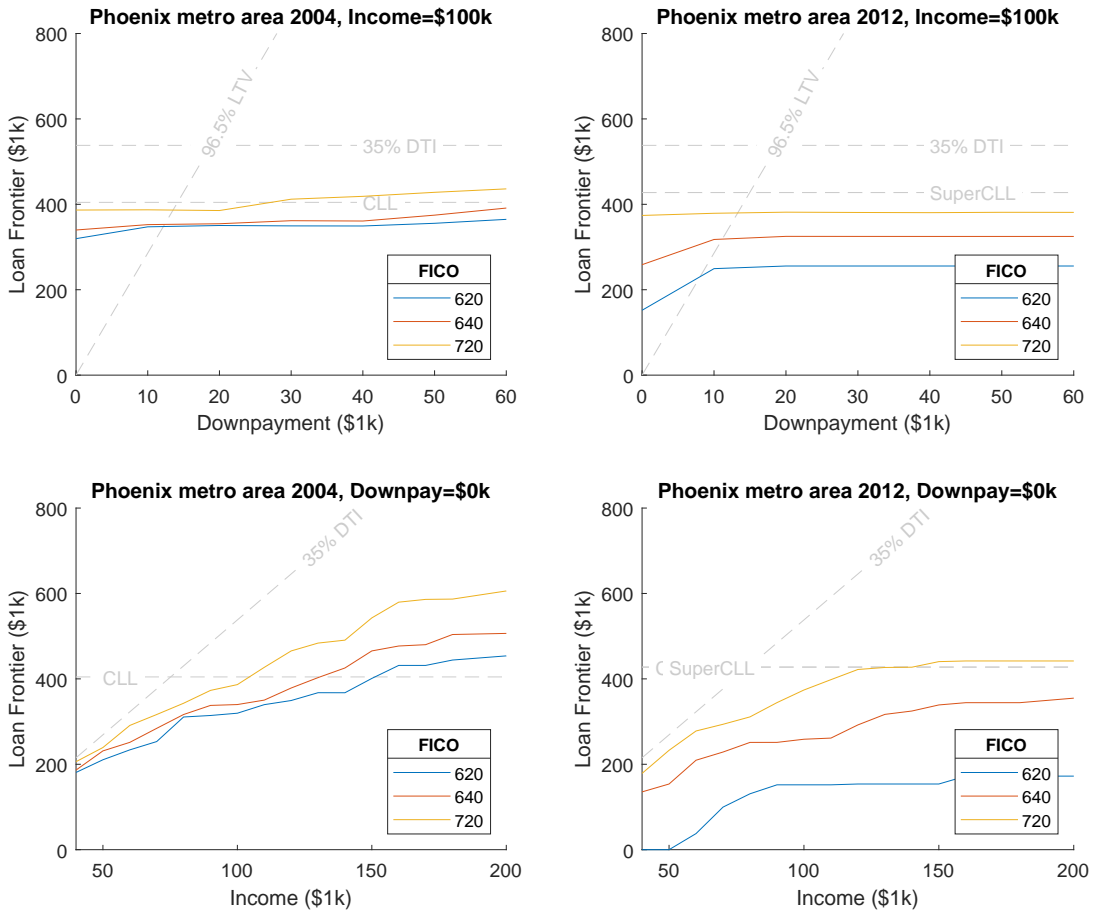 Phoenix metro area 2004, Income=$100k
800
600
400
200
0
Loan Frontier ($1k)
96.5% LTV
35% DTI
CLL
FICO
620
640
720
0 10 20 30 40 50 60
Downpayment ($1k)
Phoenix metro area 2012, Income=$100k
800
600
400
200
0
Loan Frontier ($1k)
96.5% LTV
35% DTI
SuperCLL
FICO
620
640
720
0 10 20 30 40 50 60
Downpayment ($1k)
Phoenix metro area 2004, Downpay=$0k
800
600
400
200
0
Loan Frontier ($1k)
35% DTI
CLL
FICO
620
640
720
50 100 150 200
Income ($1k)
Phoenix metro area 2012, Downpay=$0k
800
600
400
200
0
Loan Frontier ($1k)
35% DTI
SuperCLL
FICO
620
640
720
50 100 150 200
Income ($1k)